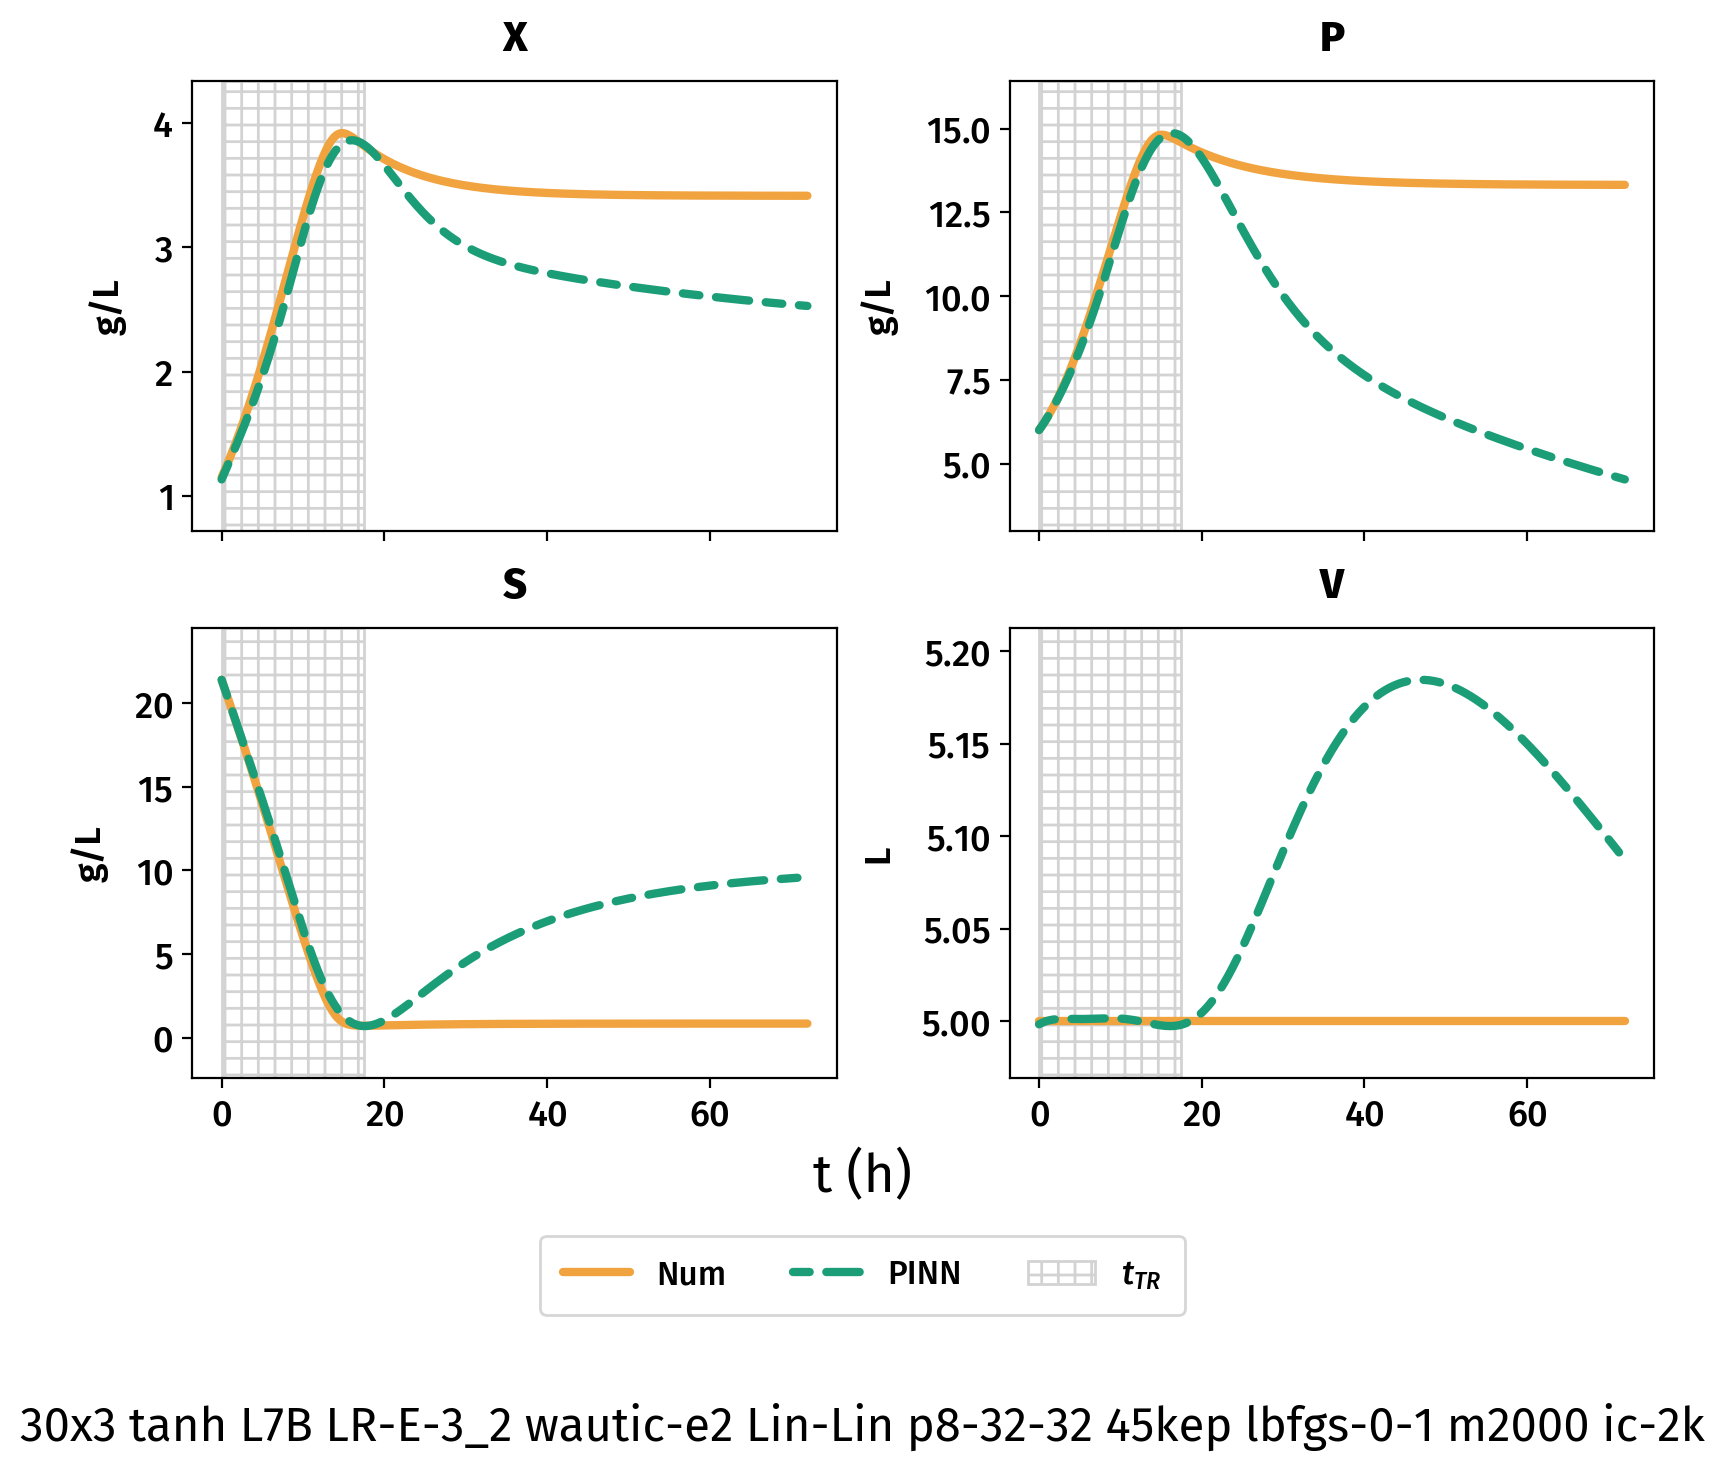 X
P
4
3
2
1
g/L
15.0
12.5
10.0
7.5
5.0
g/L
S
V
20
15
10
5
0
g/L
5.20
5.15
5.10
5.05
5.00
L
0 20 40 60
0 20 40 60
t (h)
Num PINN t_TR
30x3 tanh L7B LR-E-3_2 wautic-e2 Lin-Lin p8-32-32 45kep lbfgs-0-1 m2000 ic-2k